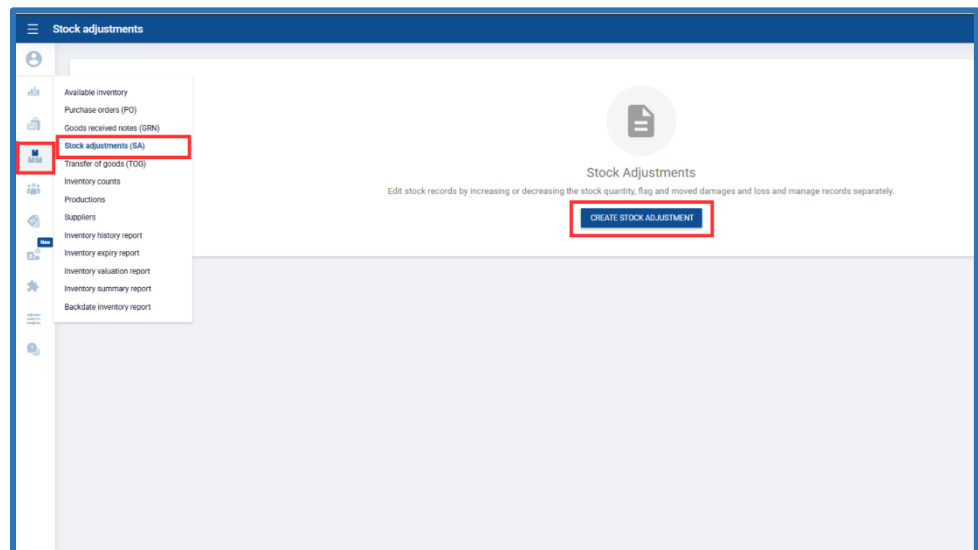 Stock adjustments
Available inventory
Purchase orders (PO)
Goods received notes (GRN)
Stock adjustments (SA)
Transfer of goods (TOG)
Inventory counts
Productions
Suppliers
Inventory history report
New
Inventory expiry report
Inventory valuation report
Inventory summary report
Backdate inventory report
Stock Adjustments
Edit stock records by increasing or decreasing the stock quantity, flag and moved damages and loss and manage records separately.
CREATE STOCK ADJUSTMENT